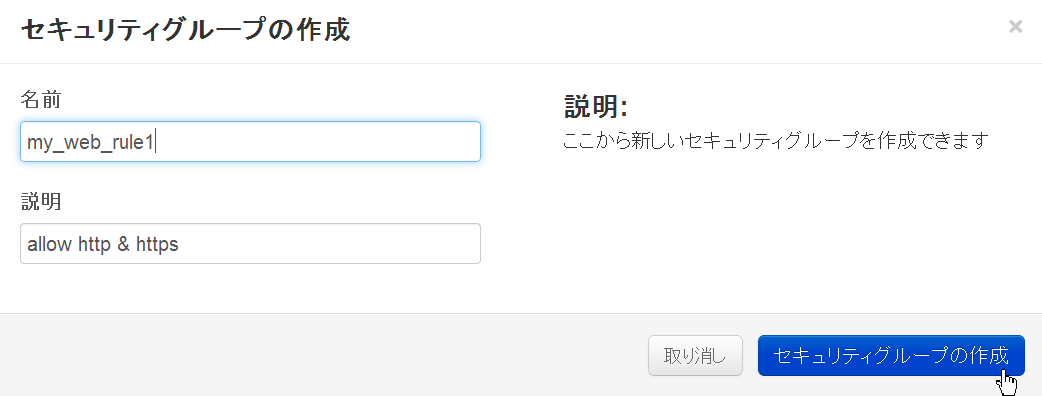 セキュリティグループの作成
×
名前
my_web_rule1
説明
allow http & https
説明:
ここから新しいセキュリティグループを作成できます
取り消し
セキュリティグループの作成